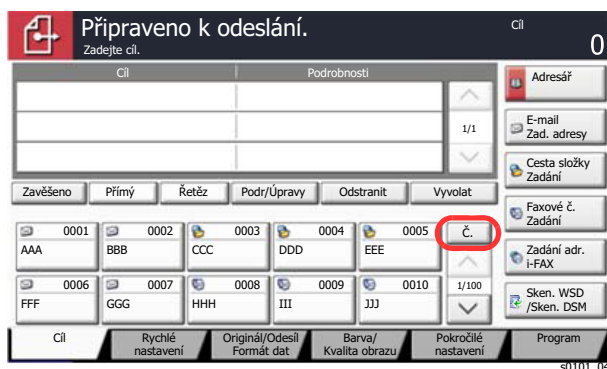 Připraveno k odeslání.
Zadejte cíl.
Cíl
0
Cíl Podrobnosti
1/1
Adresář
E-mail
Zad. adresy
Cesta složky
Zadání
Faxové č.
Zadání
Zadání adr.
i-FAX
Sken. WSD
/Sken. DSM
Zavěšeno Přímý Řetěz Podr/Úpravy Odstranit Vyvolat
0001 0002 0003 0004 0005 Č.
AAA BBB CCC DDD EEE
0006 0007 0008 0009 0010 1/100
FFF GGG HHH III JJJ
Cíl
Rychlé
nastavení
Originál/Odesíl
Formát dat
Barva/
Kvalita obrazu
Pokročilé
nastavení
Program